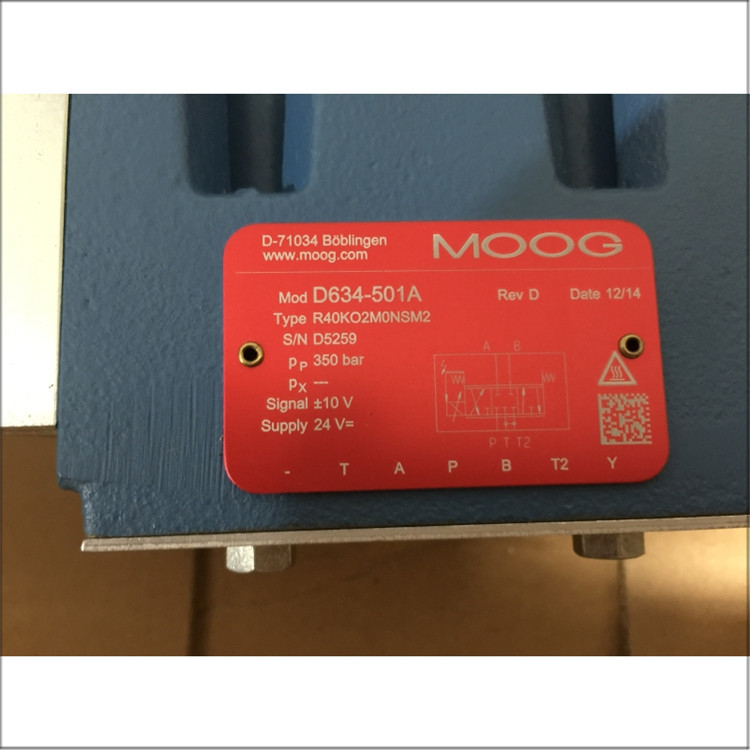 D-71034 Böblingen
www.moog.com
MOOG
Mod D634-501A Rev D Date 12/14
Type R40KO2M0NSM2
S/N D5259
pP 350 bar
pX ---
Signal ±10 V
Supply 24 V=
A B
P T T2
- T A P B T2 Y